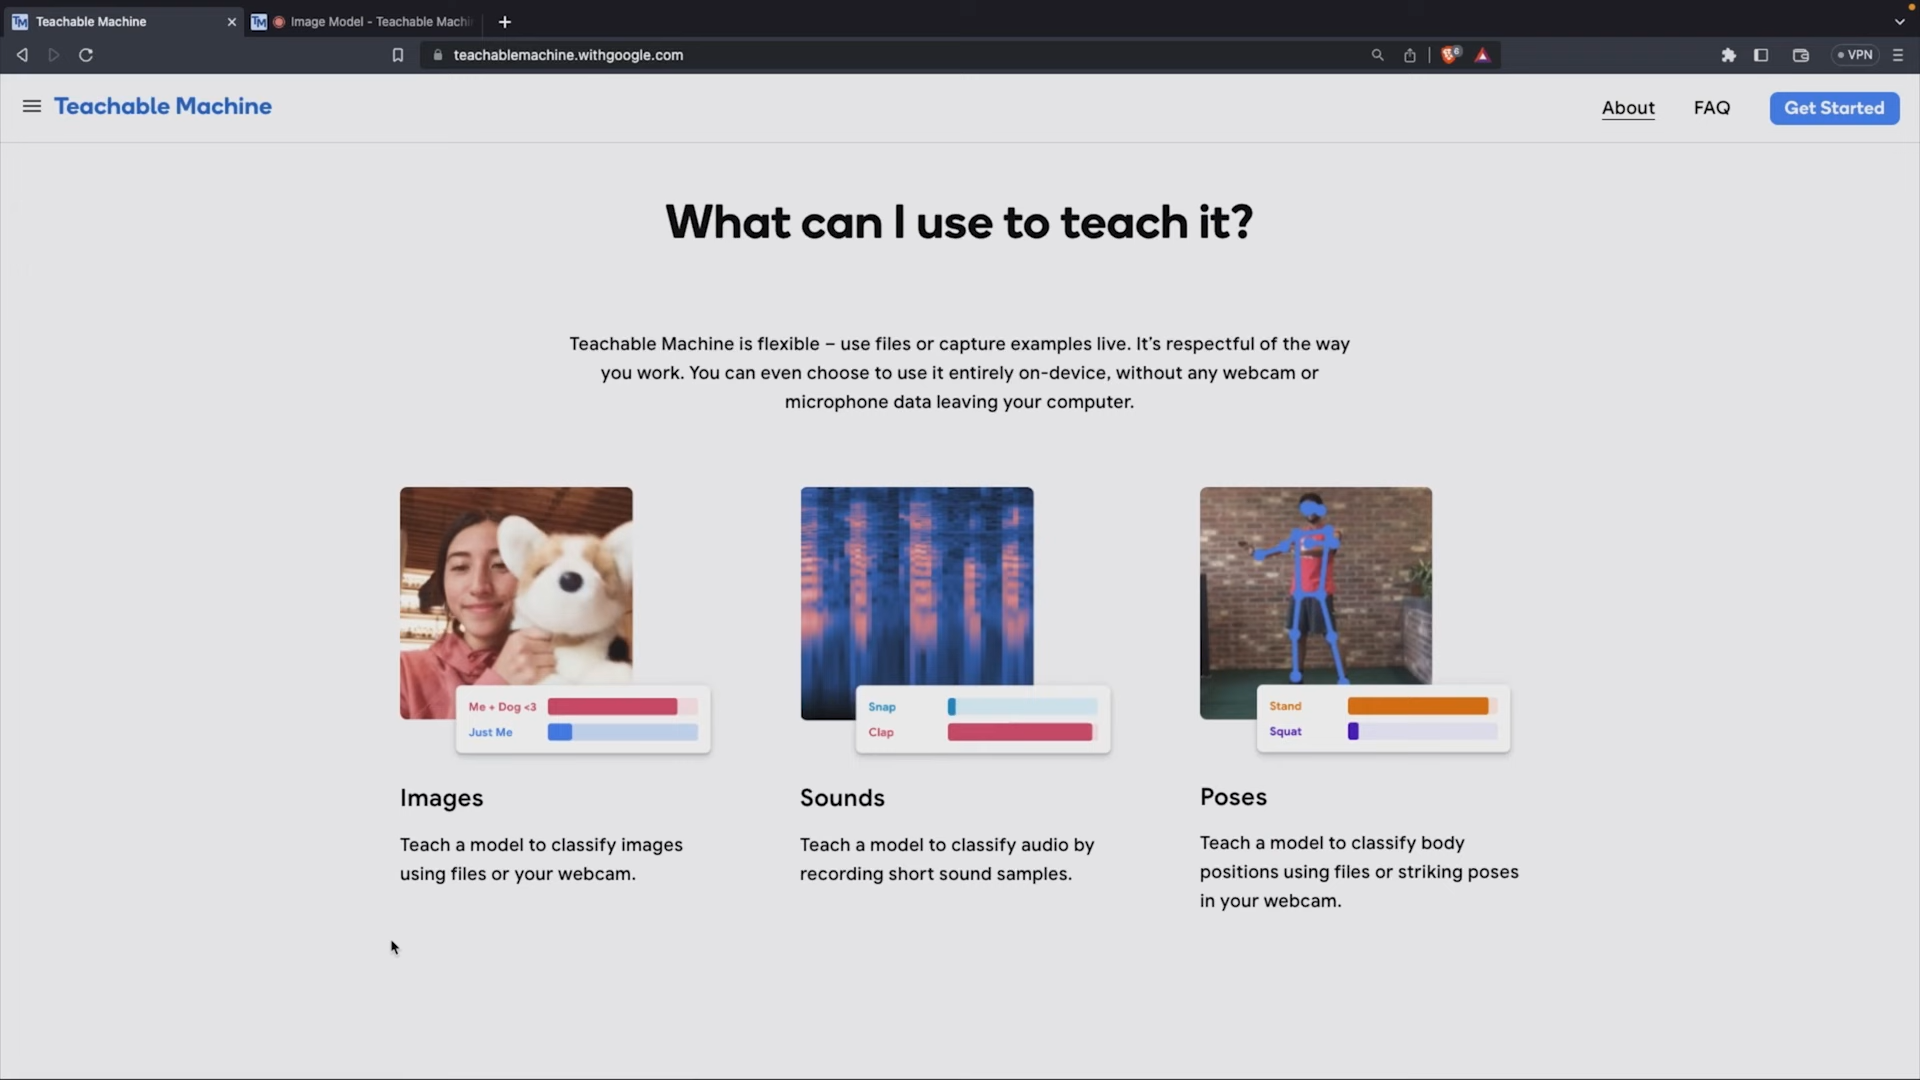 Teachable Machine
Image Model - Teachable Machi
teachablemachine.withgoogle.com
6
VPN
Teachable Machine
About
FAQ
Get Started
What can I use to teach it?
Teachable Machine is flexible – use files or capture examples live. It's respectful of the way
you work. You can even choose to use it entirely on-device, without any webcam or
microphone data leaving your computer.
Me + Dog <3
Just Me
Images
Teach a model to classify images
using files or your webcam.
Snap
Clap
Sounds
Teach a model to classify audio by
recording short sound samples.
Stand
Squat
Poses
Teach a model to classify body
positions using files or striking poses
in your webcam.